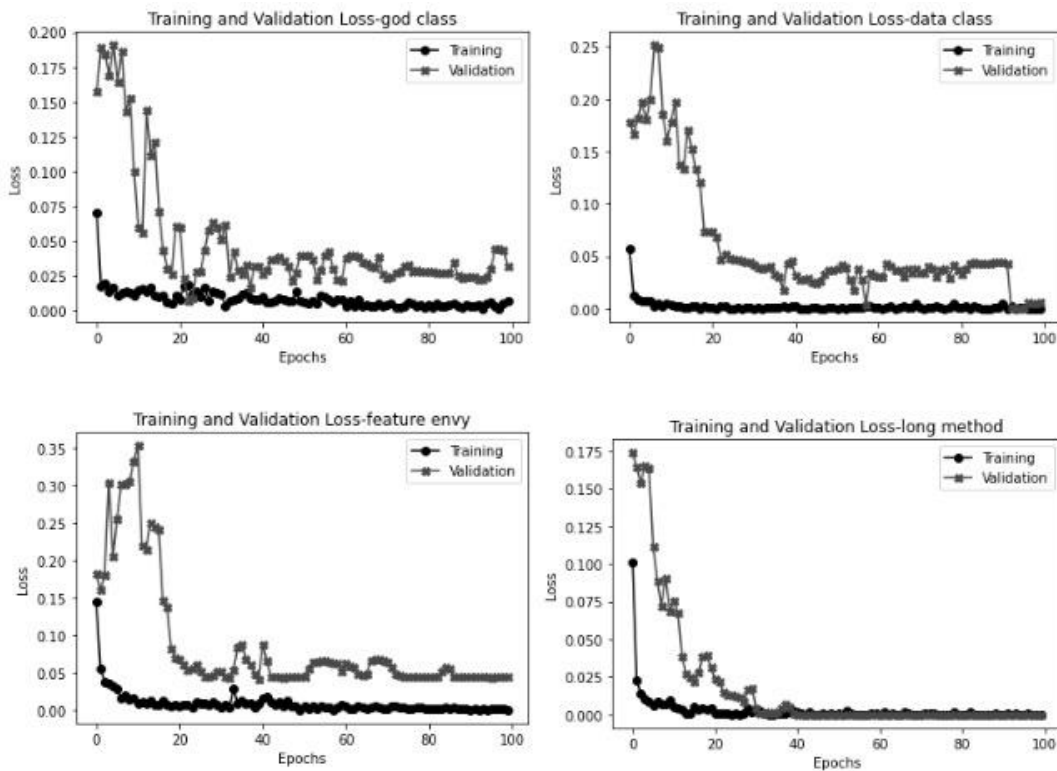 Training and Validation Loss-god class
0.200
0.175
0.150
0.125
0.100
0.075
0.050
0.025
0.000
Loss
Training
Validation
0
20
40
60
80
100
Epochs
Training and Validation Loss-data class
0.25
0.20
0.15
0.10
0.05
0.00
Loss
Training
Validation
0
20
40
60
80
100
Epochs
Training and Validation Loss-feature envy
0.35
0.30
0.25
0.20
0.15
0.10
0.05
0.00
Loss
Training
Validation
0
20
40
60
80
100
Epochs
Training and Validation Loss-long method
0.175
0.150
0.125
0.100
0.075
0.050
0.025
0.000
Loss
Training
Validation
0
20
40
60
80
100
Epochs